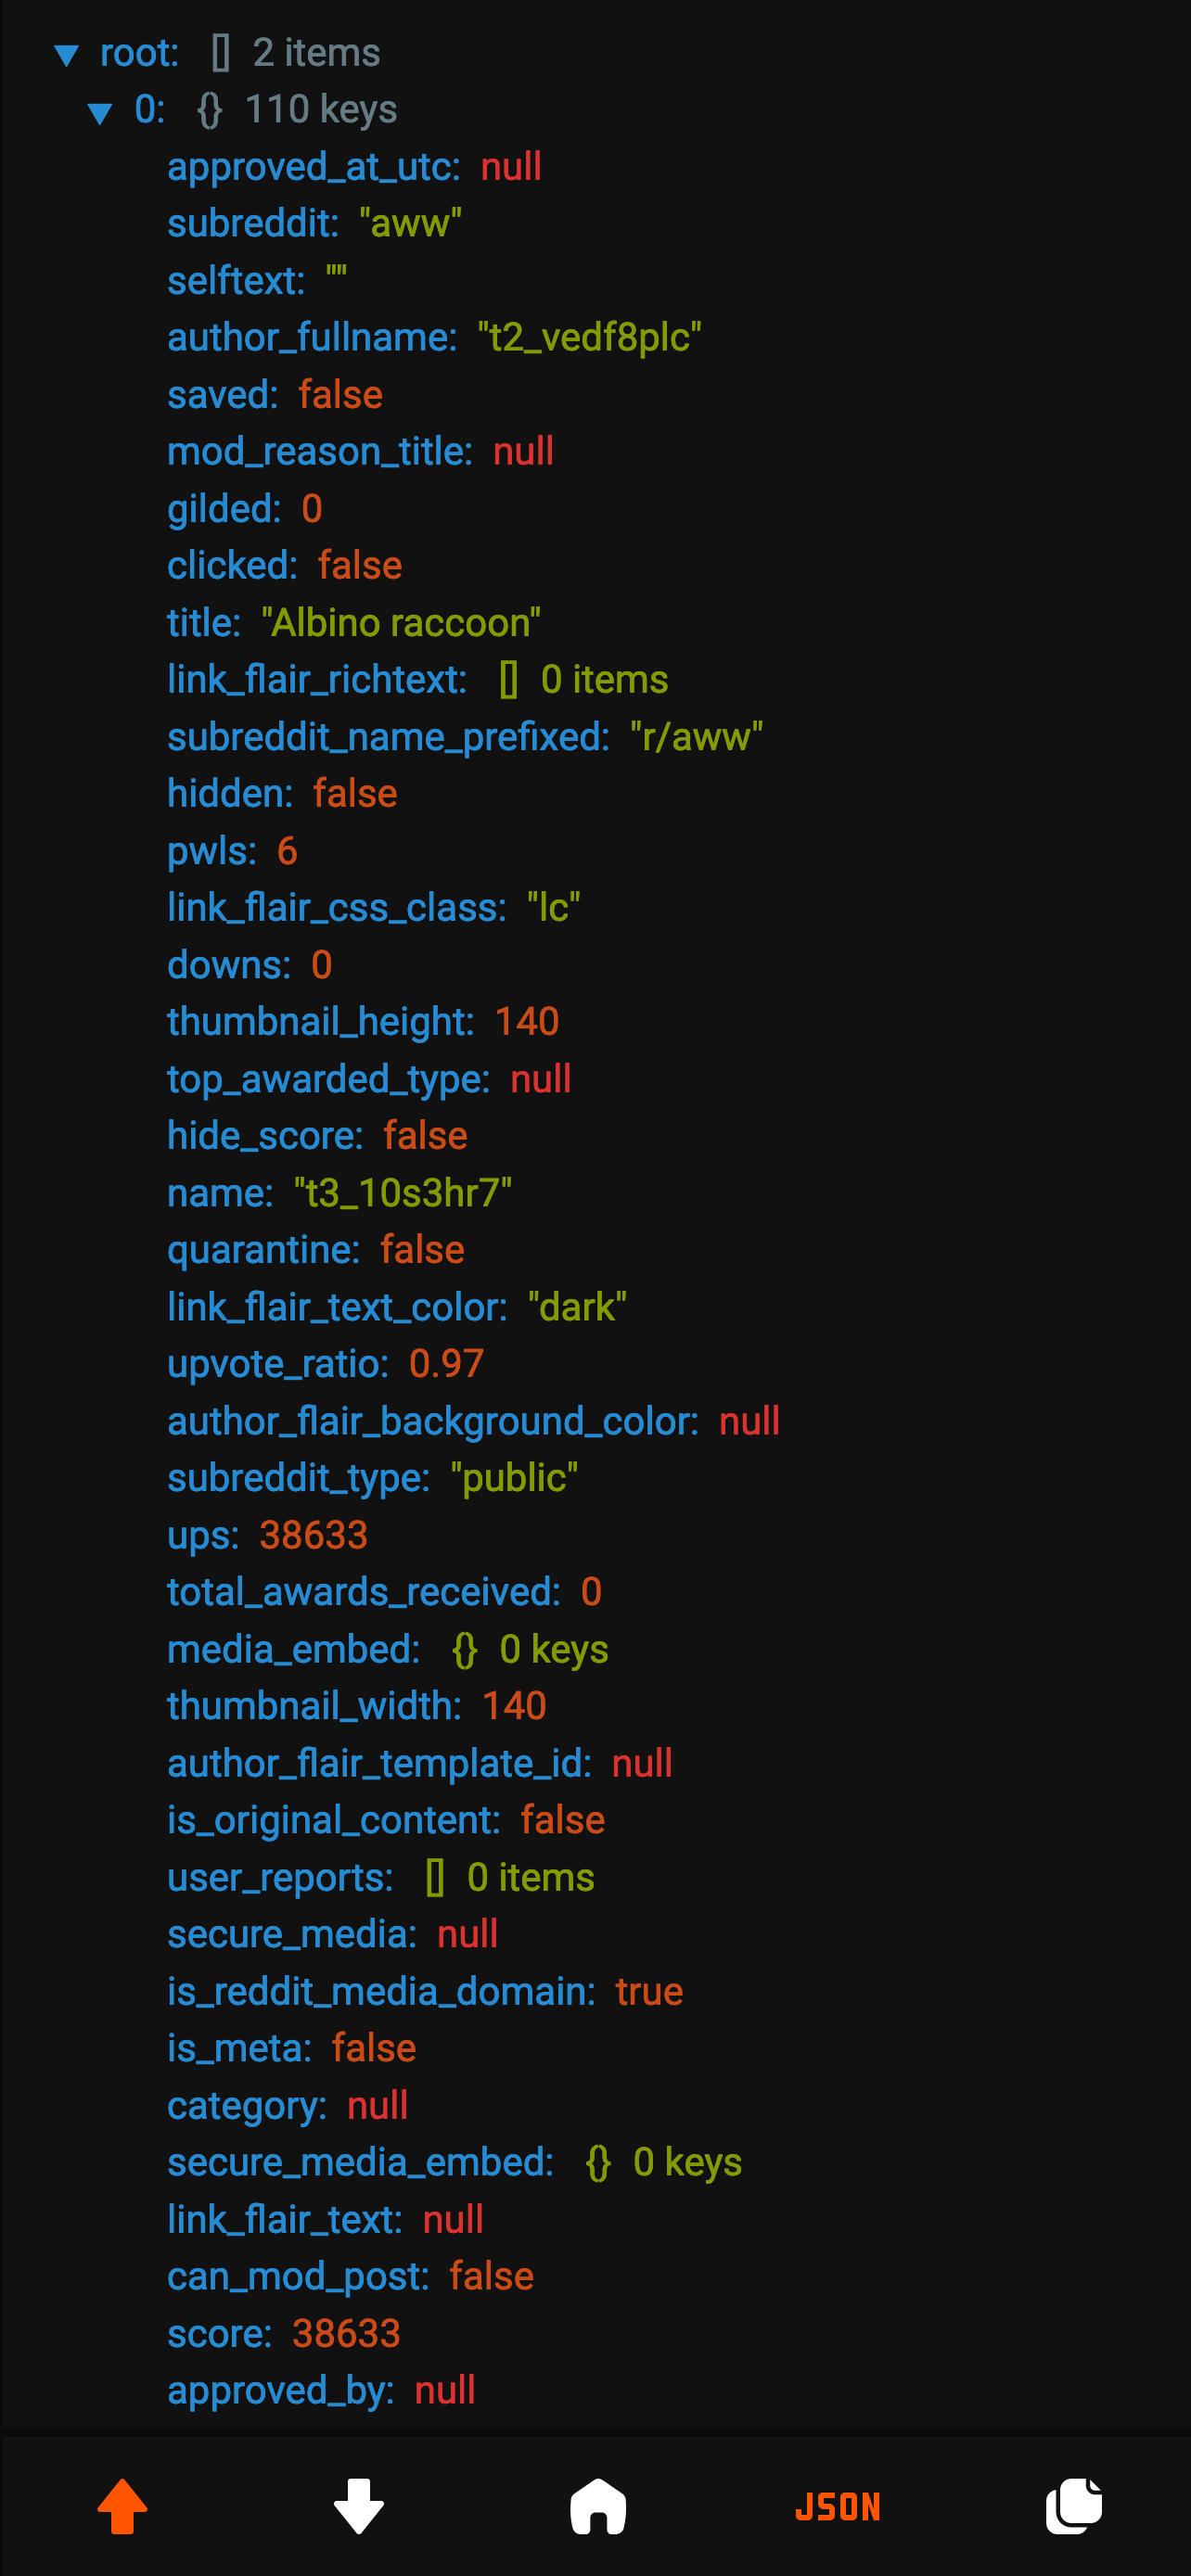 root: [] 2 items
0: {} 110 keys
approved_at_utc: null
subreddit: "aww"
selftext: ""
author_fullname: "t2_vedf8plc"
saved: false
mod_reason_title: null
gilded: 0
clicked: false
title: "Albino raccoon"
link_flair_richtext: [] 0 items
subreddit_name_prefixed: "r/aww"
hidden: false
pwls: 6
link_flair_css_class: "lc"
downs: 0
thumbnail_height: 140
top_awarded_type: null
hide_score: false
name: "t3_10s3hr7"
quarantine: false
link_flair_text_color: "dark"
upvote_ratio: 0.97
author_flair_background_color: null
subreddit_type: "public"
ups: 38633
total_awards_received: 0
media_embed: {} 0 keys
thumbnail_width: 140
author_flair_template_id: null
is_original_content: false
user_reports: [] 0 items
secure_media: null
is_reddit_media_domain: true
is_meta: false
category: null
secure_media_embed: {} 0 keys
link_flair_text: null
can_mod_post: false
score: 38633
approved_by: null
JSON